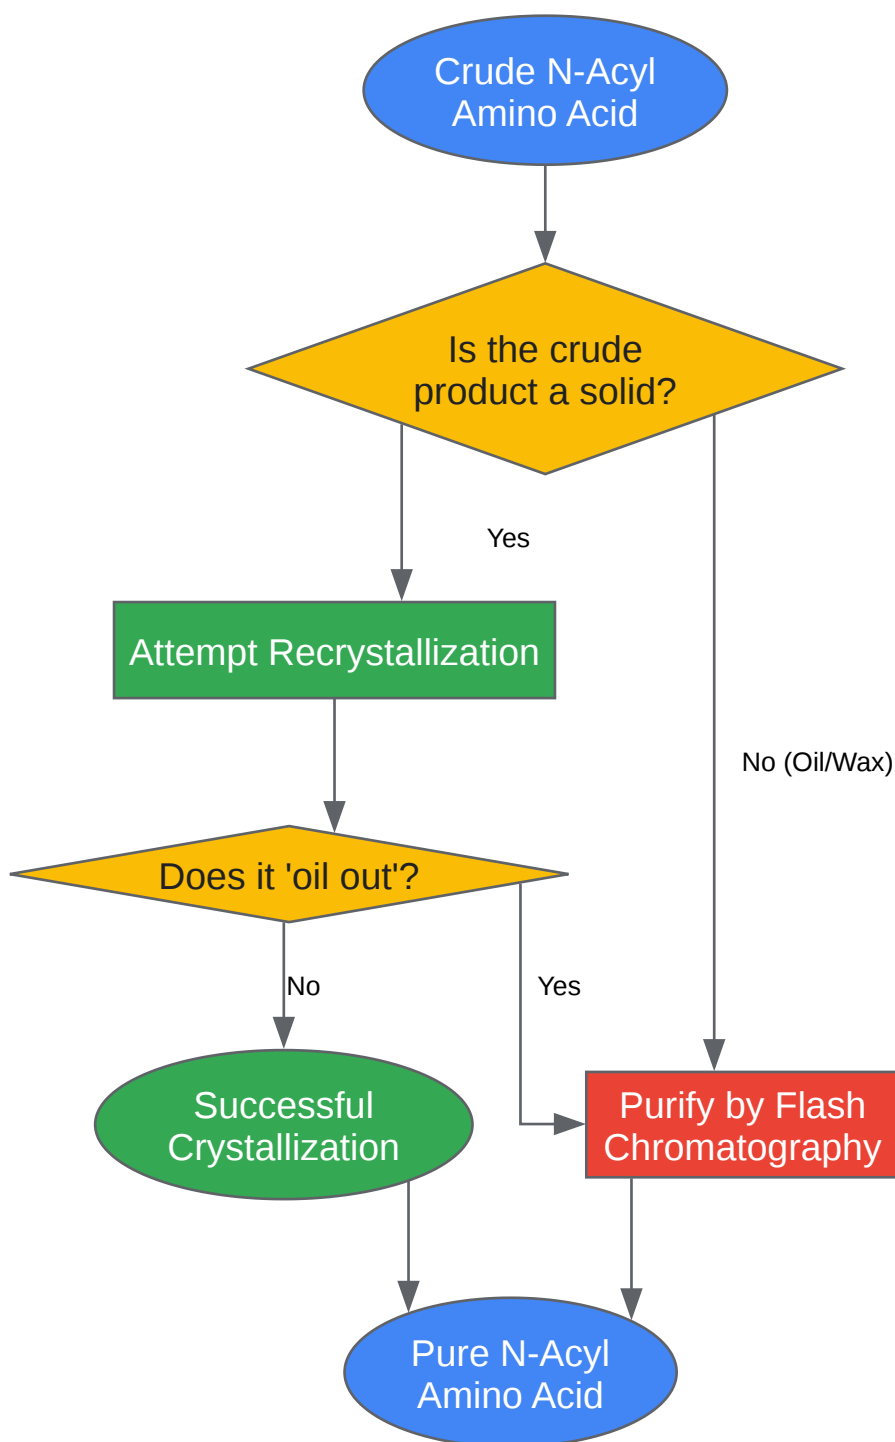 Crude N-Acyl
Amino Acid
Is the crude
product a solid?
Yes
Attempt Recrystallization
No (Oil/Wax)
Does it 'oil out'?
No
Yes
Successful
Crystallization
Purify by Flash
Chromatography
Pure N-Acyl
Amino Acid